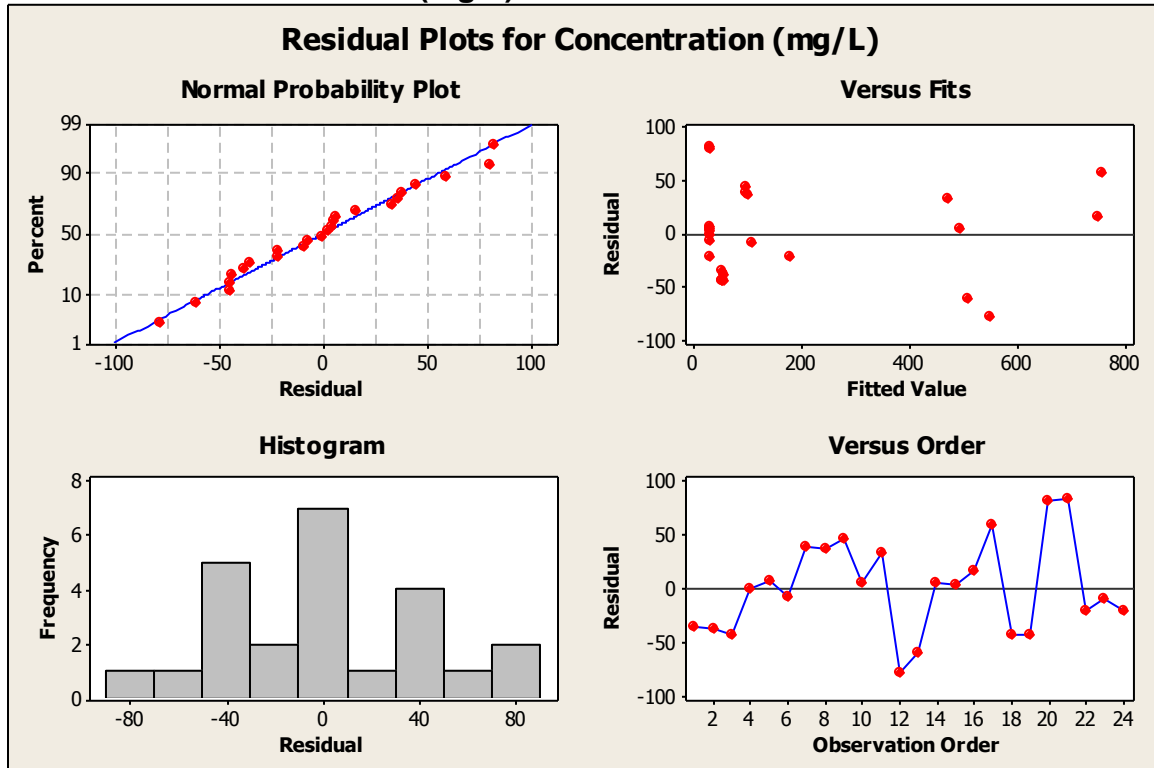 Residual Plots for Concentration (mg/L)
Normal Probability Plot
99
90
50
10
1
Percent
-100 -50 0 50 100
Residual
Versus Fits
100
50
0
-50
-100
Residual
0 200 400 600 800
Fitted Value
Histogram
8
6
4
2
0
Frequency
-80 -40 0 40 80
Residual
Versus Order
100
50
0
-50
-100
Residual
2 4 6 8 10 12 14 16 18 20 22 24
Observation Order